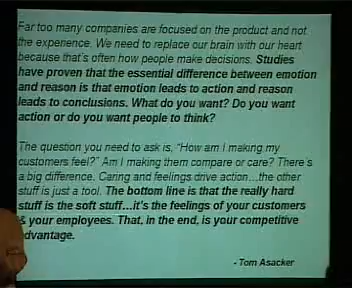 Far too many companies are focused on the product and not
the experience. We need to replace our brain with our heart
because that's often how people make decisions. Studies
have proven that the essential difference between emotion
and reason is that emotion leads to action and reason
leads to conclusions. What do you want? Do you want
action or do you want people to think?
The question you need to ask is, "How am I making my
customers feel?" Am I making them compare or care? There's
a big difference. Caring and feelings drive action...the other
stuff is just a tool. The bottom line is that the really hard
stuff is the soft stuff...it's the feelings of your customers
& your employees. That, in the end, is your competitive
advantage.
- Tom Asacker